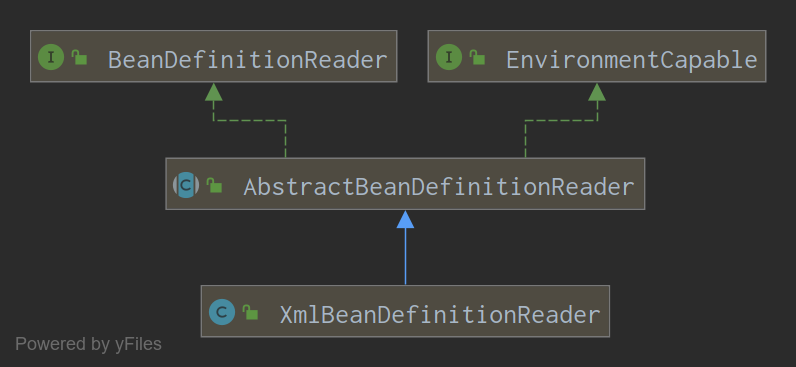 I BeanDefinitionReader
I EnvironmentCapable
C AbstractBeanDefinitionReader
C XmlBeanDefinitionReader
Powered by yFiles